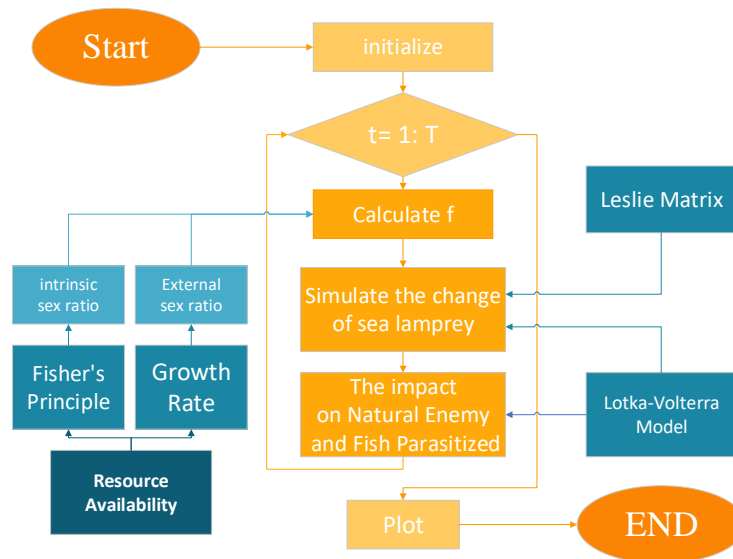 Start
initialize
t= 1: T
Calculate f
Leslie Matrix
intrinsic
sex ratio
External
sex ratio
Simulate the change
of sea lamprey
Fisher's
Principle
Growth
Rate
The impact
on Natural Enemy
and Fish Parasitized
Lotka-Volterra
Model
Resource
Availability
Plot
END